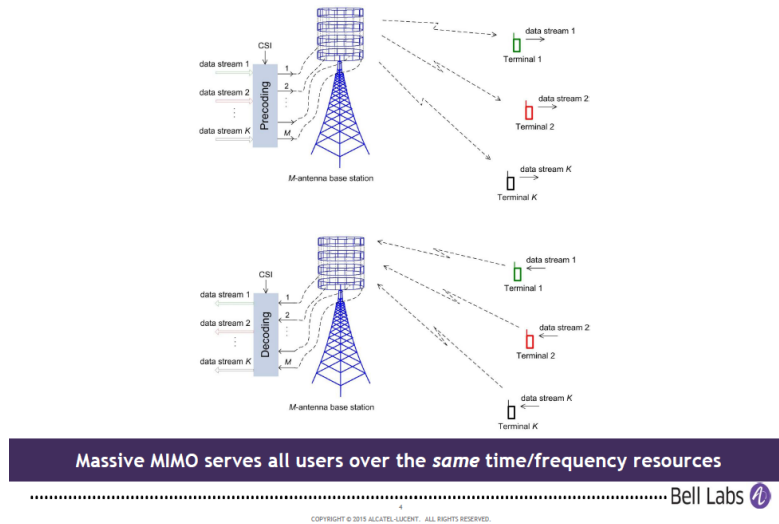 CSI
data stream 1
1
data stream 1
Terminal 1
2
data stream 2
Precoding
data stream 2
Terminal 2
data stream K
M
data stream K
M-antenna base station
Terminal K
data stream 1
CSI
Terminal 1
data stream 1
1
2
data stream 2
data stream 2
Decoding
Terminal 2
data stream K
M
data stream K
M-antenna base station
Terminal K
Massive MIMO serves all users over the same time/frequency resources
Bell Labs
4
COPYRIGHT © 2015 ALCATEL-LUCENT. ALL RIGHTS RESERVED.